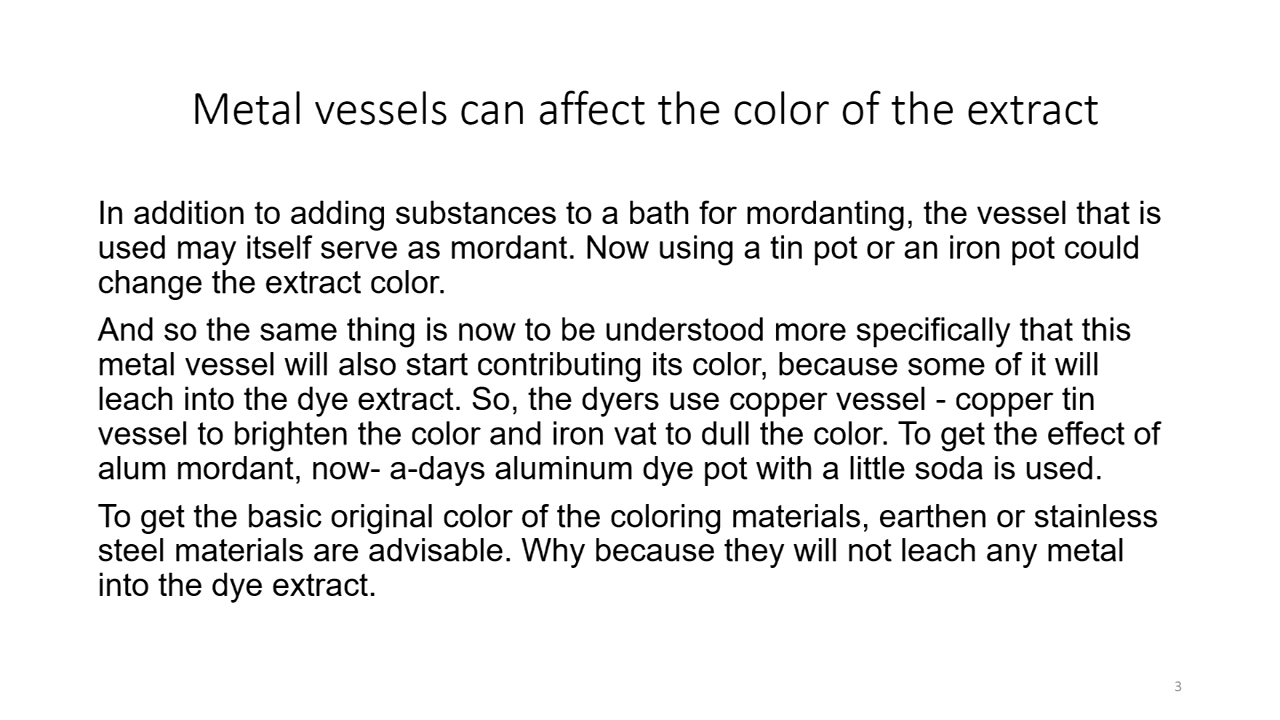 Metal vessels can affect the color of the extract
In addition to adding substances to a bath for mordanting, the vessel that is
used may itself serve as mordant. Now using a tin pot or an iron pot could
change the extract color.
And so the same thing is now to be understood more specifically that this
metal vessel will also start contributing its color, because some of it will
leach into the dye extract. So, the dyers use copper vessel - copper tin
vessel to brighten the color and iron vat to dull the color. To get the effect of
alum mordant, now- a-days aluminum dye pot with a little soda is used.
To get the basic original color of the coloring materials, earthen or stainless
steel materials are advisable. Why because they will not leach any metal
into the dye extract.
3